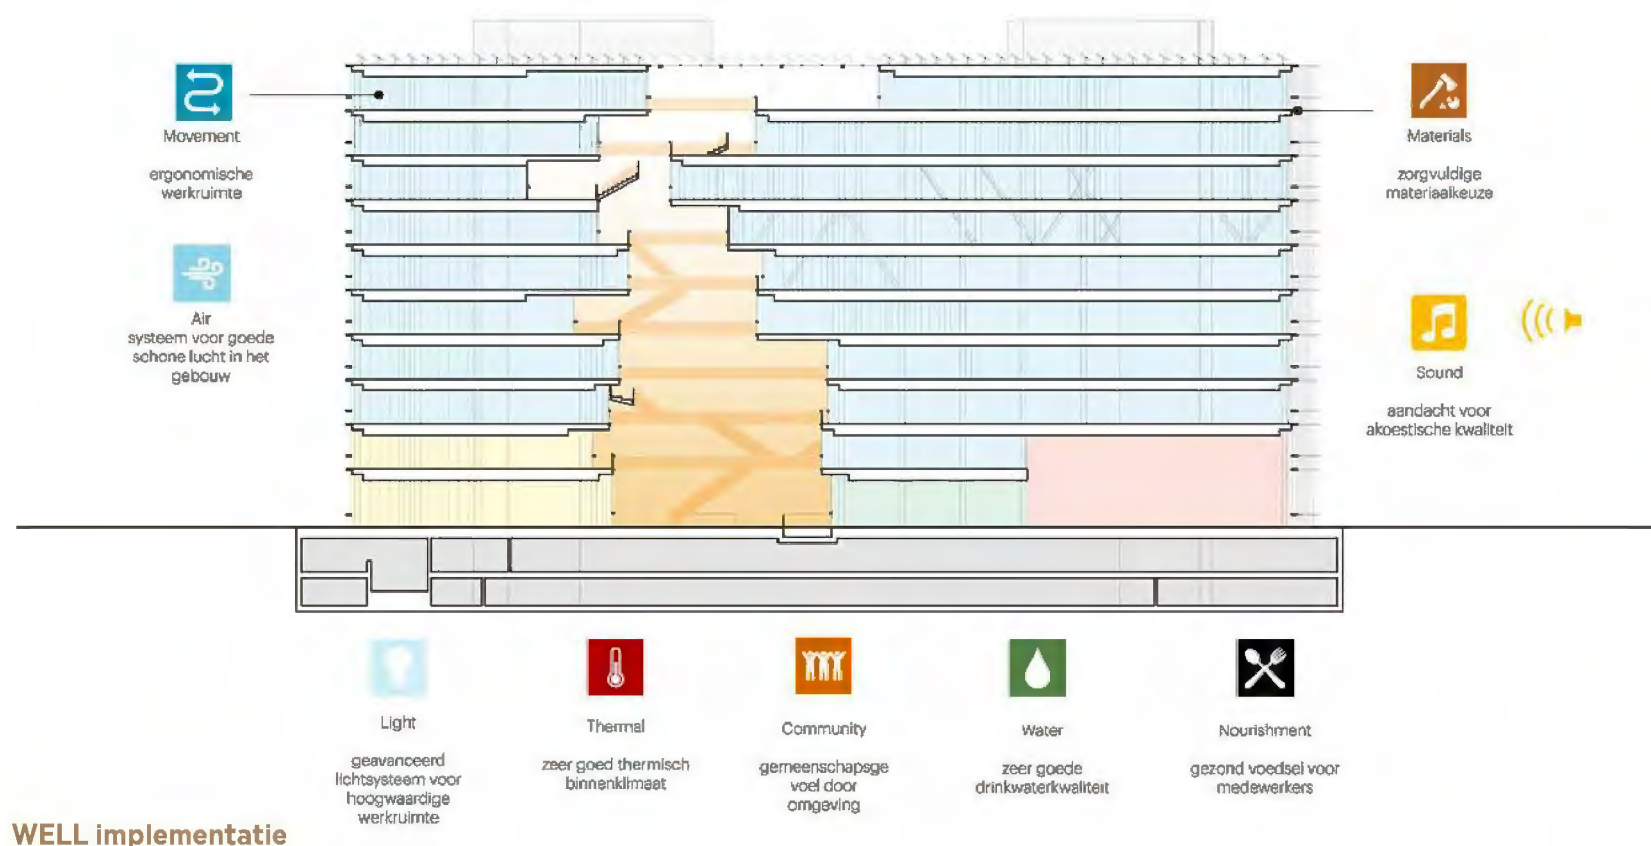 Movement
ergonomische
werkruimte
Air
systeem voor goede
schone lucht in het
gebouw
Materials
zorgvuldige
materiaalkeuze
Sound
aandacht voor
akoestische kwaliteit
Light
geavanceerd
lichtsysteem voor
hoogwaardige
werkruimte
Thermal
zeer goed thermisch
binnenklimaat
Community
gemeenschapsge
voel door
omgeving
Water
zeer goede
drinkwaterkwaliteit
Nourishment
gezond voedsel voor
medewerkers
WELL implementatie